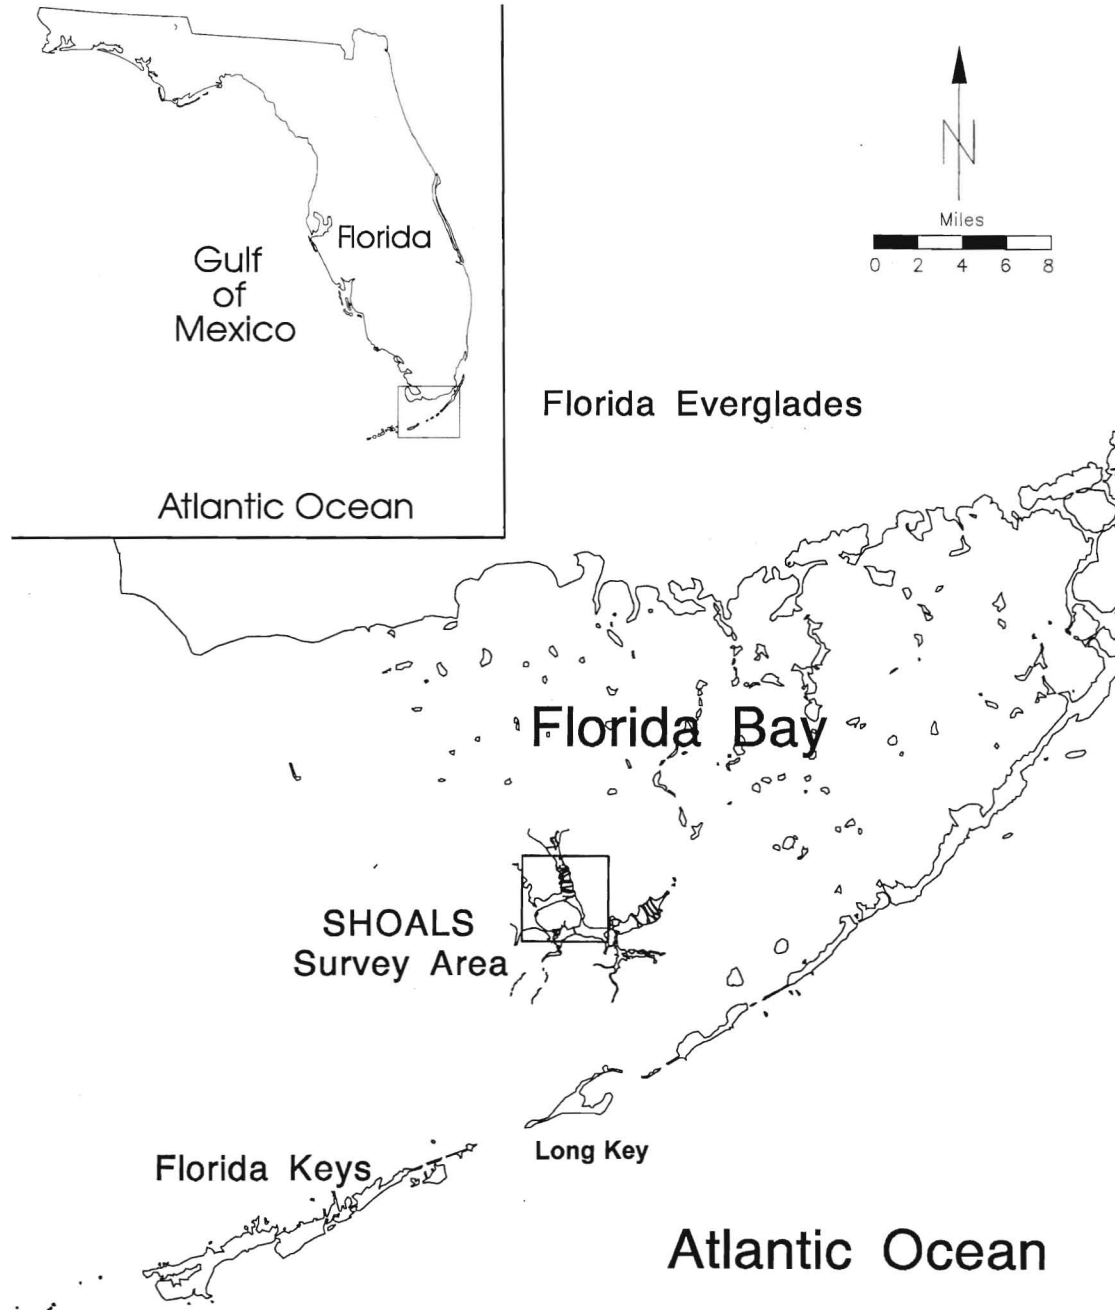 Florida
Gulf
of
Mexico
Atlantic Ocean
N
Miles
0 2 4 6 8
Florida Everglades
Florida Bay
SHOALS
Survey Area
Long Key
Florida Keys
Atlantic Ocean